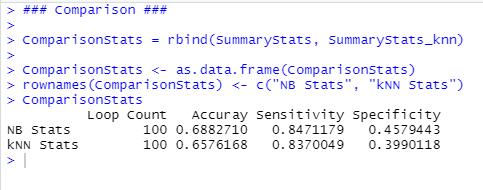 > ### Comparison ###
>
> ComparisonStats = rbind(SummaryStats, SummaryStats_knn)
>
> ComparisonStats <- as.data.frame(ComparisonStats)
> rownames(ComparisonStats) <- c("NB Stats", "kNN Stats")
> ComparisonStats
Loop Count Accuray Sensitivity Specificity
NB Stats 100 0.6882710 0.8471179 0.4579443
kNN Stats 100 0.6576168 0.8370049 0.3990118
>